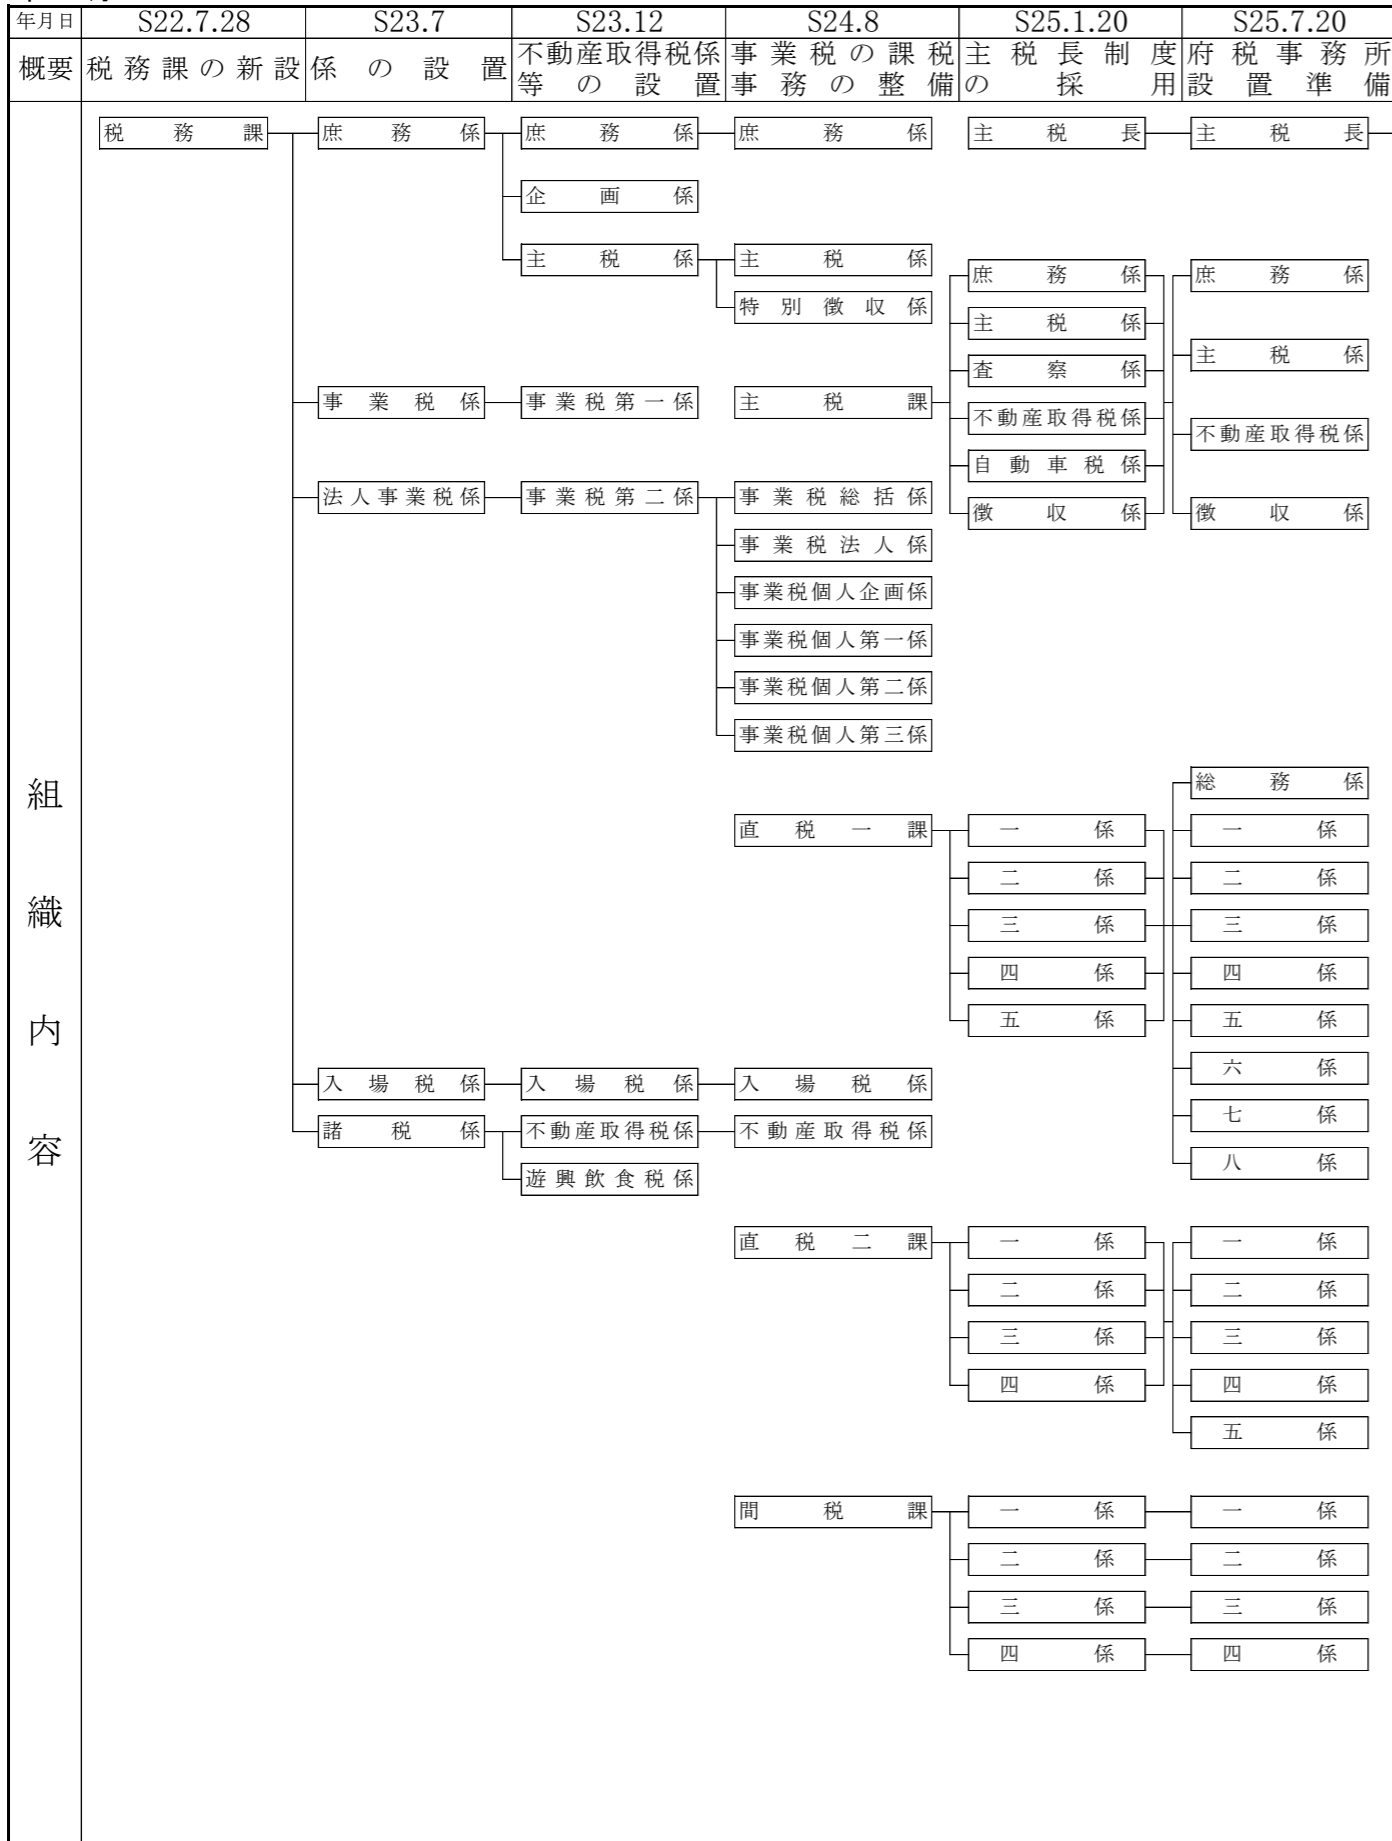 年月日 S22.7.28 S23.7 S23.12 S24.8 S25.1.20 S25.7.20
概要 税務課の新設 係の設置 不動産取得税係等の設置 事業税の課税事務の整備 主税長制度の採用 府税事務所設置準備
組織内容
税務課 庶務係 庶務係 庶務係 主税長 主税長
企画係
主税係 主税係
庶務係 庶務係
特別徴収係
主税係
主税係
査察係
事業税係 事業税第一係 主税課
不動産取得税係
不動産取得税係
自動車税係
法人事業税係 事業税第二係 事業税総括係
徴収係 徴収係
事業税法人係
事業税個人企画係
事業税個人第一係
事業税個人第二係
事業税個人第三係
総務係
直税一課 一係 一係
二係 二係
三係 三係
四係 四係
五係 五係
六係
入場税係 入場税係 入場税係
七係
諸税係 不動産取得税係 不動産取得税係
八係
遊興飲食税係
直税二課 一係 一係
二係 二係
三係 三係
四係 四係
五係
間税課 一係 一係
二係 二係
三係 三係
四係 四係